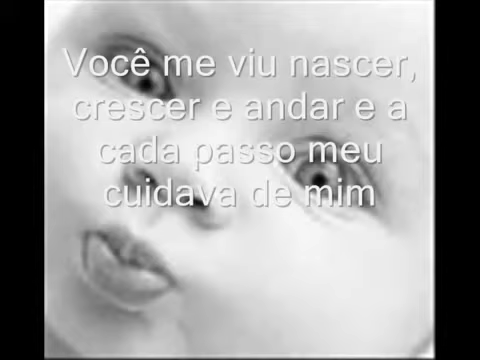 Você me viu nascer,
crescer e andar e a
cada passo meu
cuidava de mim